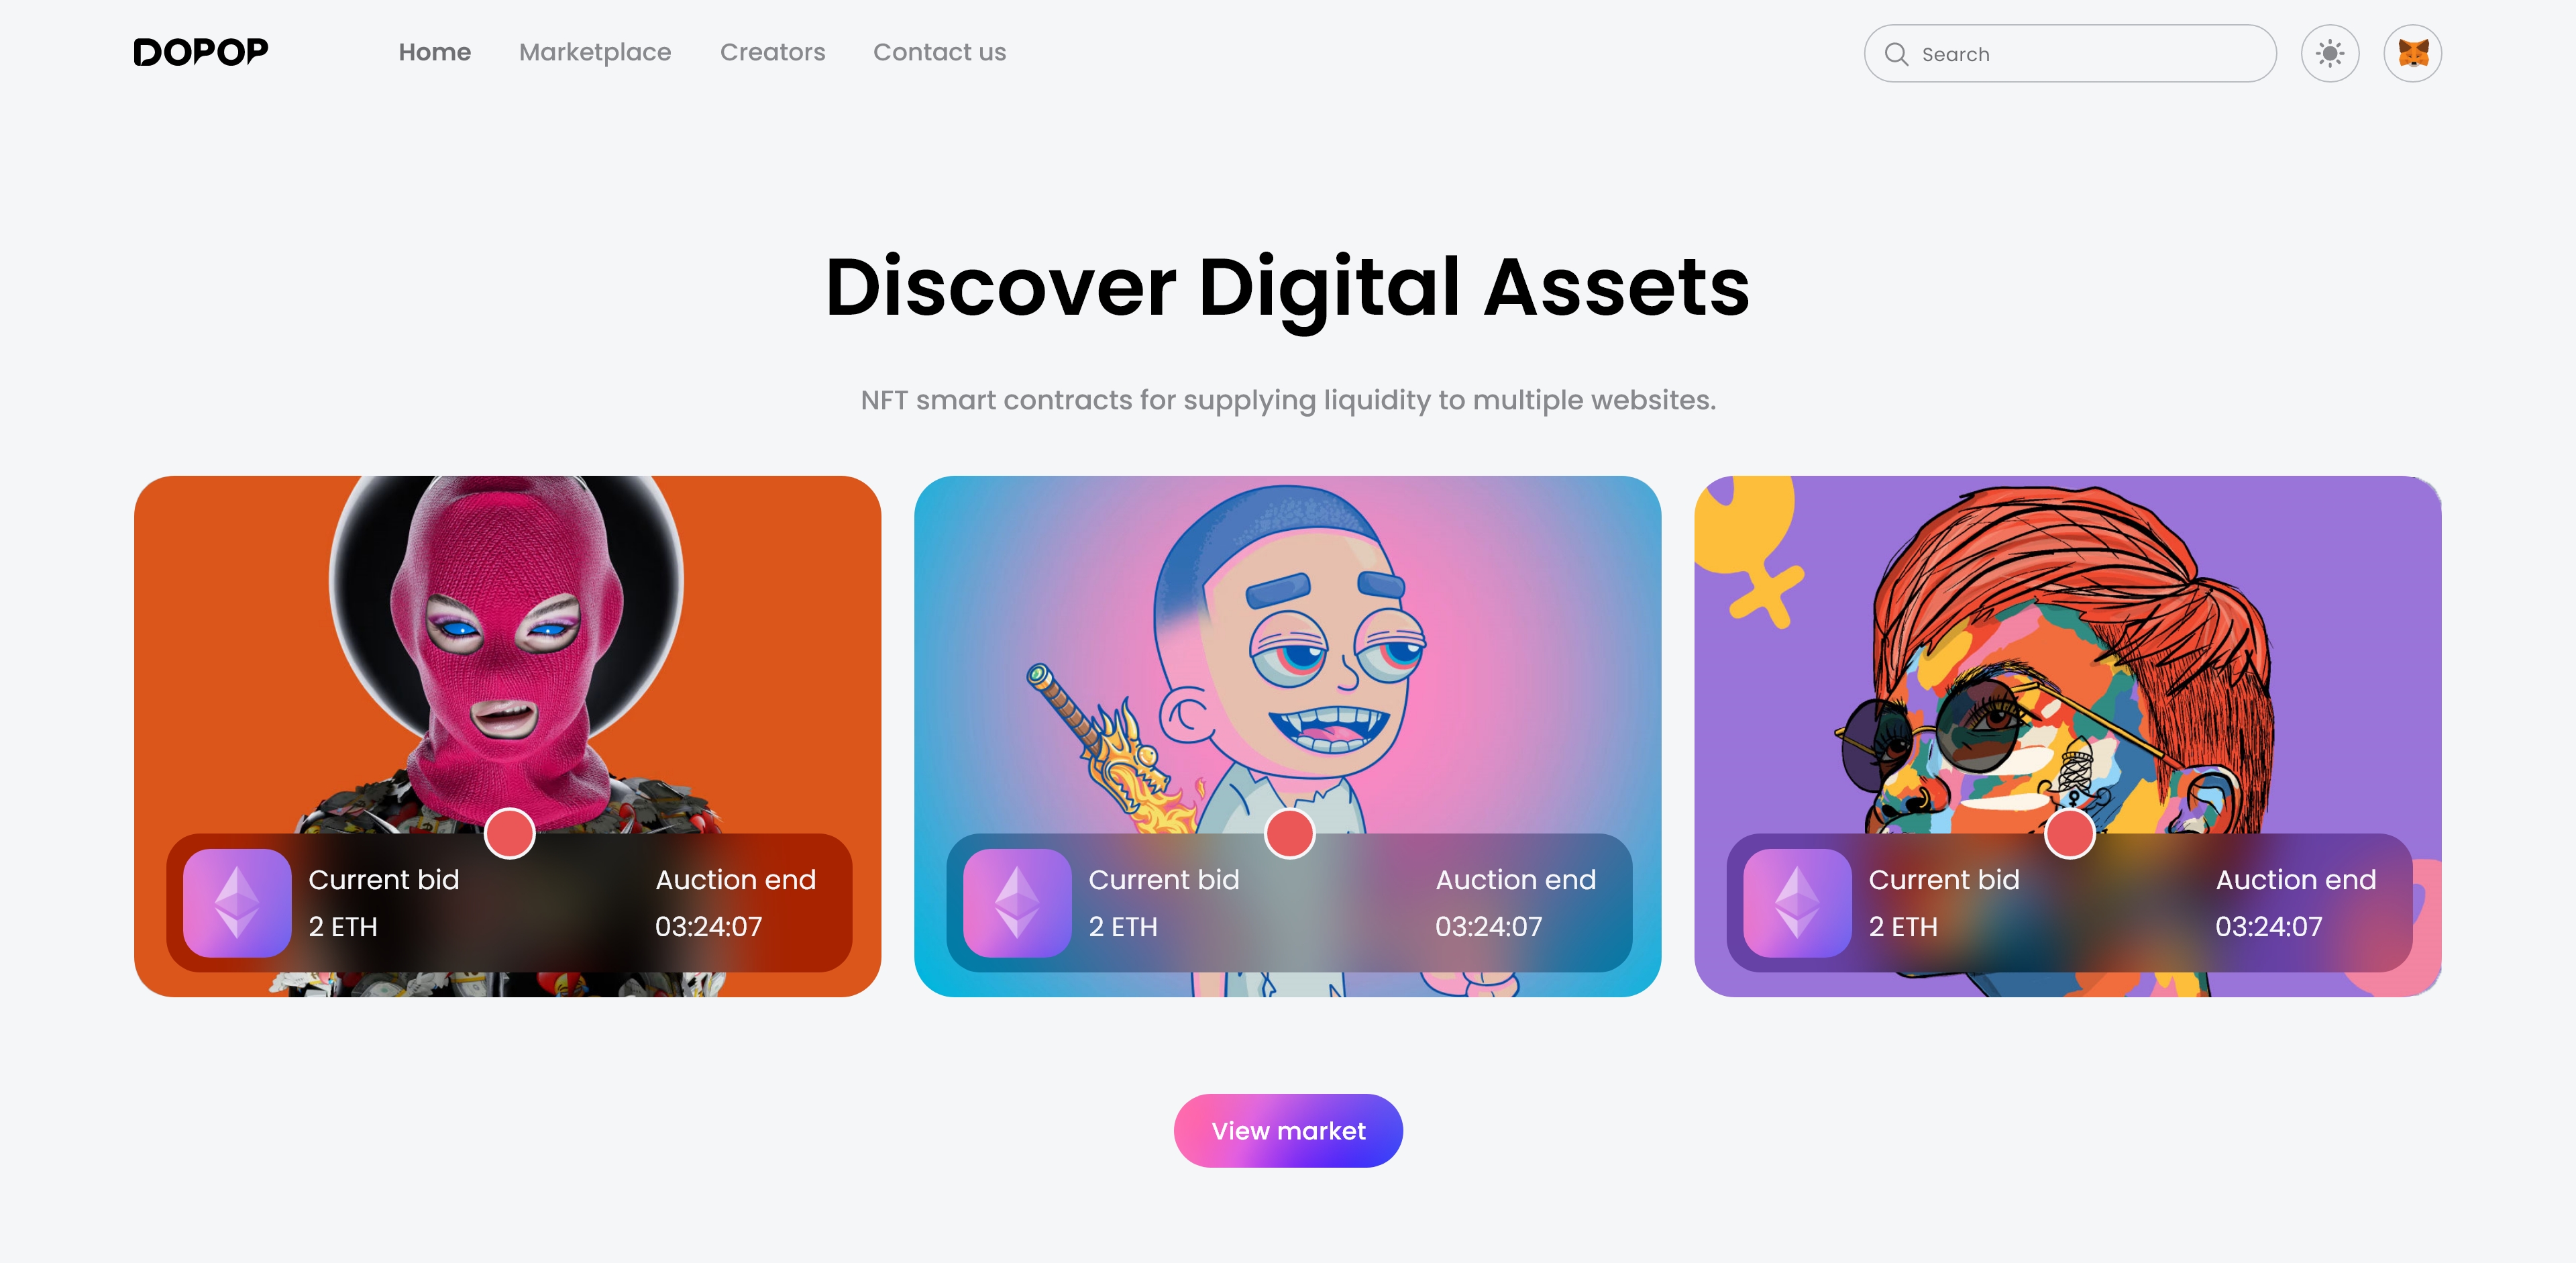 DOPOP
Home Marketplace Creators Contact us
Search
Discover Digital Assets
NFT smart contracts for supplying liquidity to multiple websites.
Current bid
2 ETH
Auction end
03:24:07
Current bid
2 ETH
Auction end
03:24:07
Current bid
2 ETH
Auction end
03:24:07
View market